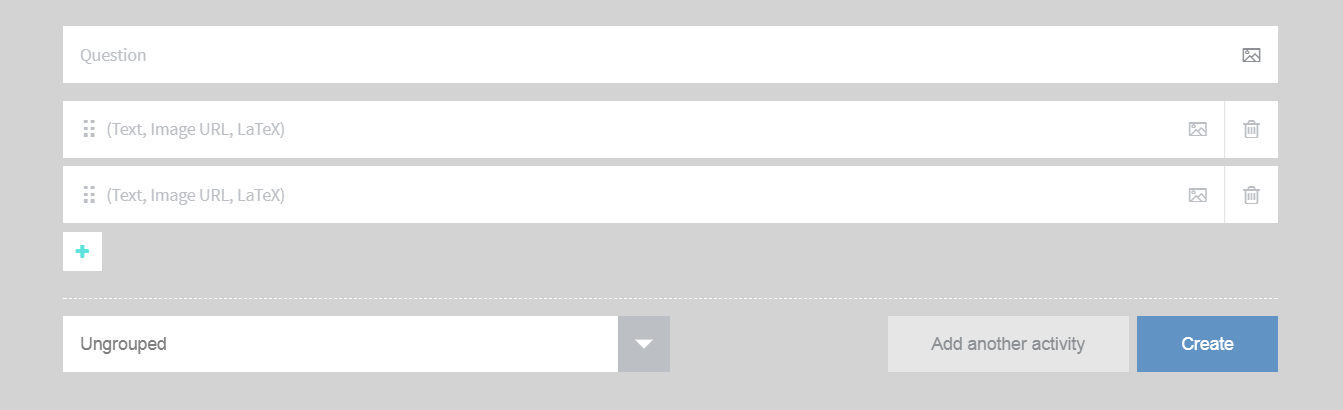 Question
(Text, Image URL, LaTeX)
(Text, Image URL, LaTeX)
Ungrouped
Add another activity
Create